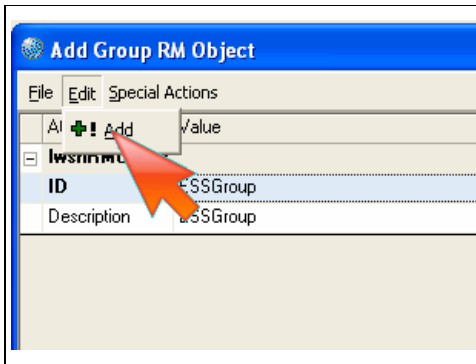 Add Group RM Object
File Edit Special Actions
Add Value
ID ESSGroup
Description ESSGroup